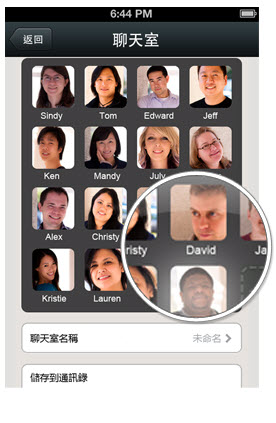 6:44 PM
返回
聊天室
Sindy Tom Edward Jeff
Ken Mandy July
Alex Christy
risty David Ja
Kristie Lauren
聊天室名稱 未命名
儲存到通訊錄